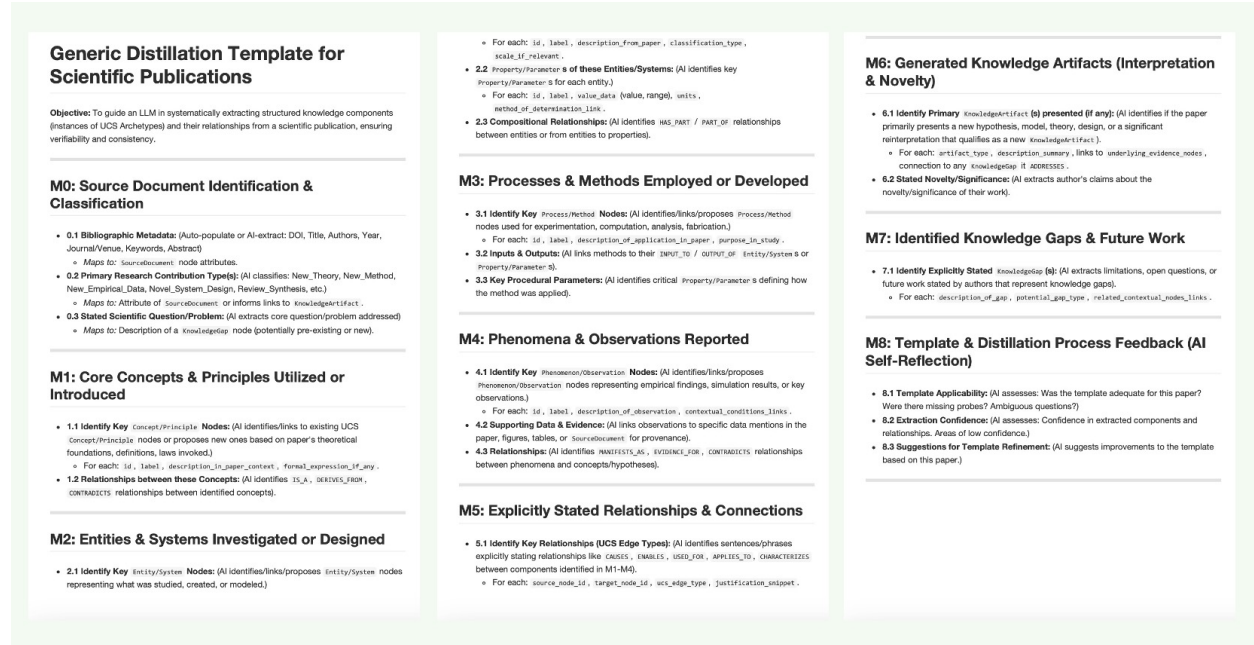 Generic Distillation Template for
Scientific Publications
Objective: To guide an LLM in systematically extracting structured knowledge components
(instances of UCS Archetypes) and their relationships from a scientific publication, ensuring
verifiability and consistency.
M0: Source Document Identification &
Classification
• 0.1 Bibliographic Metadata: (Auto-populate or AI-extract: DOI, Title, Authors, Year,
Journal/Venue, Keywords, Abstract)
◦ Maps to: SourceDocument node attributes.
• 0.2 Primary Research Contribution Type(s): (AI classifies: New_Theory, New_Method,
New_Empirical_Data, Novel_System_Design, Review_Synthesis, etc.)
◦ Maps to: Attribute of SourceDocument or informs links to KnowledgeArtifact.
• 0.3 Stated Scientific Question/Problem: (AI extracts core question/problem addressed)
◦ Maps to: Description of a KnowledgeGap node (potentially pre-existing or new).
M1: Core Concepts & Principles Utilized or
Introduced
• 1.1 Identify Key Concept/Principle Nodes: (AI identifies/links to existing UCS
Concept/Principle nodes or proposes new ones based on paper's theoretical
foundations, definitions, laws invoked.)
◦ For each: id, label, description_in_paper_context, formal_expression_if_any.
• 1.2 Relationships between these Concepts: (AI identifies IS_A, DERIVES_FROM,
CONTRADICTS relationships between identified concepts).
M2: Entities & Systems Investigated or Designed
• 2.1 Identify Key Entity/System Nodes: (AI identifies/links/proposes Entity/System nodes
representing what was studied, created, or modeled.)
◦ For each: id, label, description_from_paper, classification_type,
scale_if_relevant.
• 2.2 Property/Parameter s of these Entities/Systems: (AI identifies key
Property/Parameter s for each entity.)
◦ For each: id, label, value_data (value, range), units,
method_of_determination_link.
• 2.3 Compositional Relationships: (AI identifies HAS_PART / PART_OF relationships
between entities or from entities to properties).
M3: Processes & Methods Employed or Developed
• 3.1 Identify Key Process/Method Nodes: (AI identifies/links/proposes Process/Method
nodes used for experimentation, computation, analysis, fabrication.)
◦ For each: id, label, description_of_application_in_paper, purpose_in_study.
• 3.2 Inputs & Outputs: (AI links methods to their INPUT_TO / OUTPUT_OF Entity/System s or
Property/Parameter s).
• 3.3 Key Procedural Parameters: (AI identifies critical Property/Parameter s defining how
the method was applied).
M4: Phenomena & Observations Reported
• 4.1 Identify Key Phenomenon/Observation Nodes: (AI identifies/links/proposes
Phenomenon/Observation nodes representing empirical findings, simulation results, or key
observations.)
◦ For each: id, label, description_of_observation, contextual_conditions_links.
• 4.2 Supporting Data & Evidence: (AI links observations to specific data mentions in the
paper, figures, tables, or SourceDocument for provenance).
• 4.3 Relationships: (AI identifies MANIFESTS_AS, EVIDENCE_FOR, CONTRADICTS relationships
between phenomena and concepts/hypotheses).
M5: Explicitly Stated Relationships & Connections
• 5.1 Identify Key Relationships (UCS Edge Types): (AI identifies sentences/phrases
explicitly stating relationships like CAUSES, ENABLES, USED_FOR, APPLIES_TO, CHARACTERIZES
between components identified in M1-M4).
◦ For each: source_node_id, target_node_id, ucs_edge_type, justification_snippet.
M6: Generated Knowledge Artifacts (Interpretation
& Novelty)
• 6.1 Identify Primary KnowledgeArtifact (s) presented (if any): (AI identifies if the paper
primarily presents a new hypothesis, model, theory, design, or a significant
reinterpretation that qualifies as a new KnowledgeArtifact).
◦ For each: artifact_type, description_summary, links to underlying_evidence_nodes,
connection to any KnowledgeGap it ADDRESSES.
• 6.2 Stated Novelty/Significance: (AI extracts author's claims about the
novelty/significance of their work).
M7: Identified Knowledge Gaps & Future Work
• 7.1 Identify Explicitly Stated KnowledgeGap (s): (AI extracts limitations, open questions, or
future work stated by authors that represent knowledge gaps).
◦ For each: description_of_gap, potential_gap_type, related_contextual_nodes_links.
M8: Template & Distillation Process Feedback (AI
Self-Reflection)
• 8.1 Template Applicability: (AI assesses: Was the template adequate for this paper?
Were there missing probes? Ambiguous questions?)
• 8.2 Extraction Confidence: (AI assesses: Confidence in extracted components and
relationships. Areas of low confidence.)
• 8.3 Suggestions for Template Refinement: (AI suggests improvements to the template
based on this paper.)